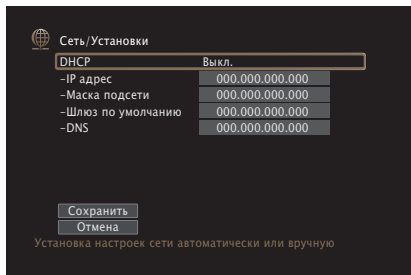 Сеть/Установки
DHCP Выкл.
–IP адрес 000.000.000.000
–Маска подсети 000.000.000.000
–Шлюз по умолчанию 000.000.000.000
–DNS 000.000.000.000
Сохранить
Отмена
Установка настроек сети автоматически или вручную